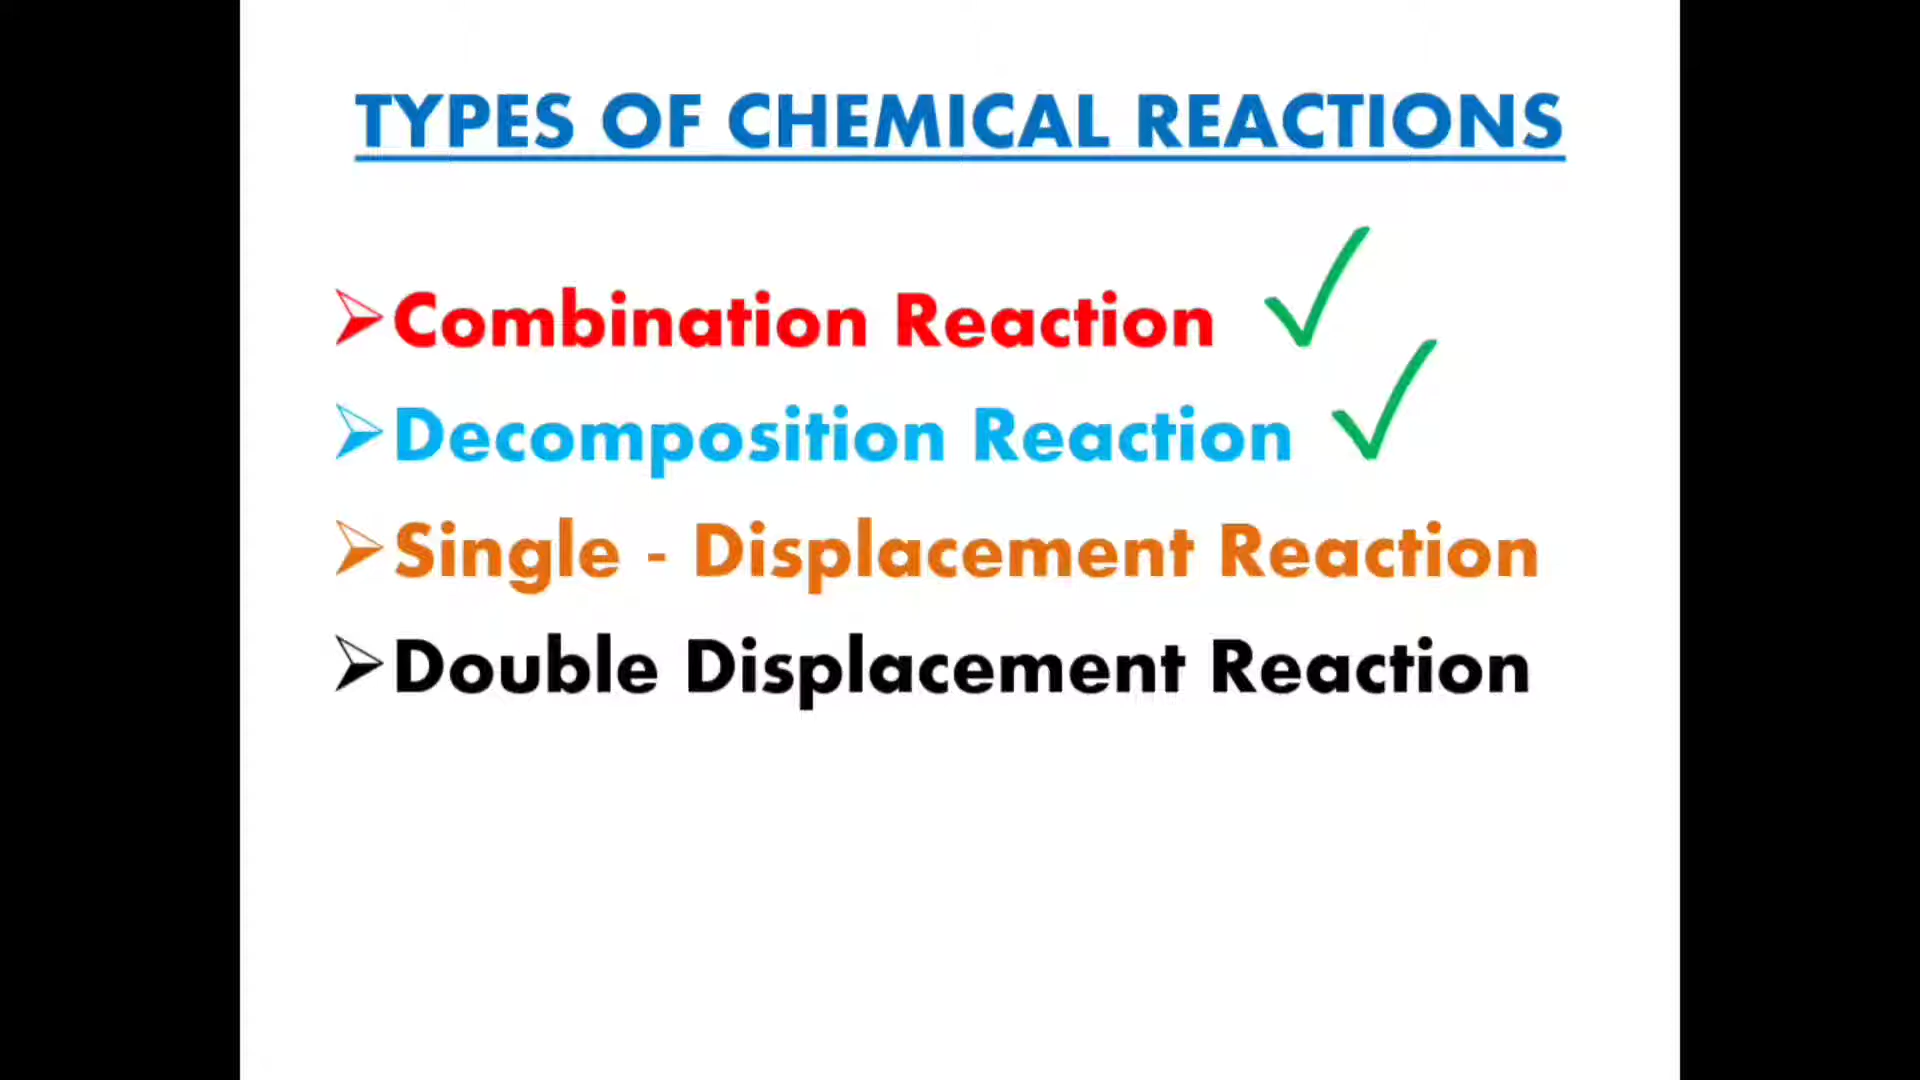 TYPES OF CHEMICAL REACTIONS
Combination Reaction
Decomposition Reaction
Single - Displacement Reaction
Double Displacement Reaction